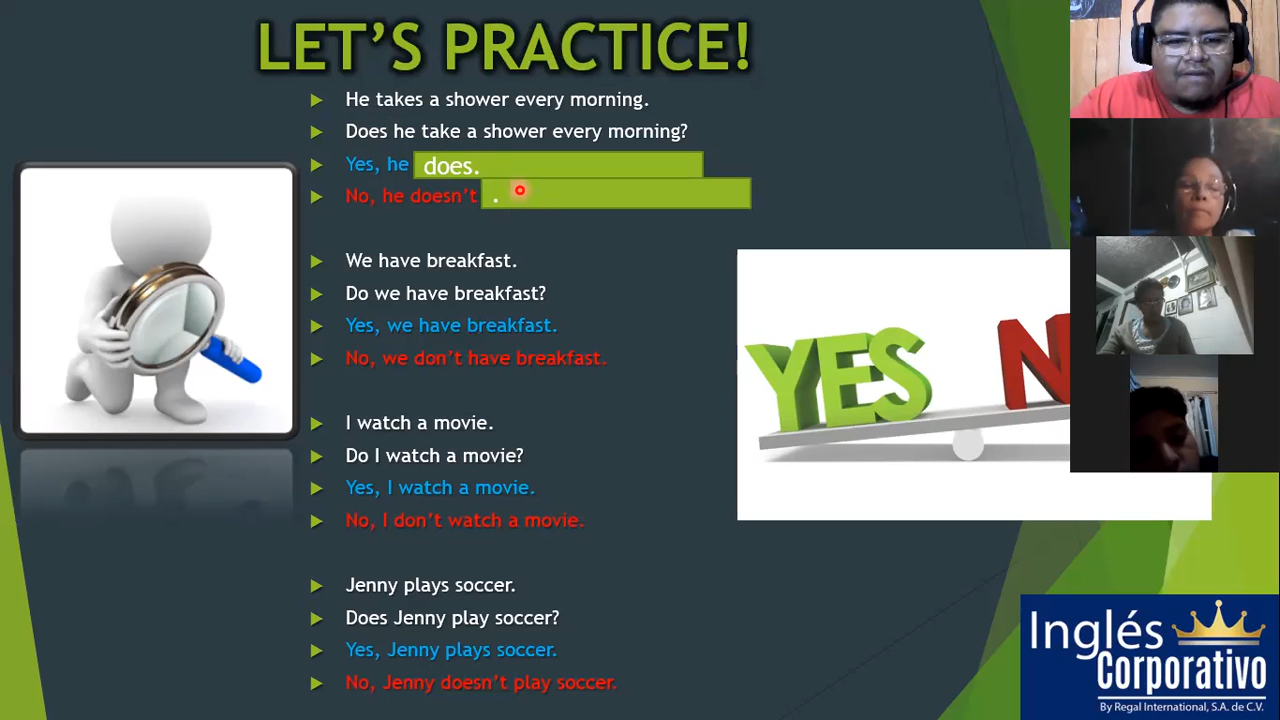 LET'S PRACTICE!
He takes a shower every morning.
Does he take a shower every morning?
Yes, he does.
No, he doesn't .
We have breakfast.
Do we have breakfast?
Yes, we have breakfast.
No, we don't have breakfast.
I watch a movie.
Do I watch a movie?
Yes, I watch a movie.
No, I don't watch a movie.
Jenny plays soccer.
Does Jenny play soccer?
Yes, Jenny plays soccer.
No, Jenny doesn't play soccer.
YES N
Inglés
Corporativo
By Regal International, S.A. de C.V.